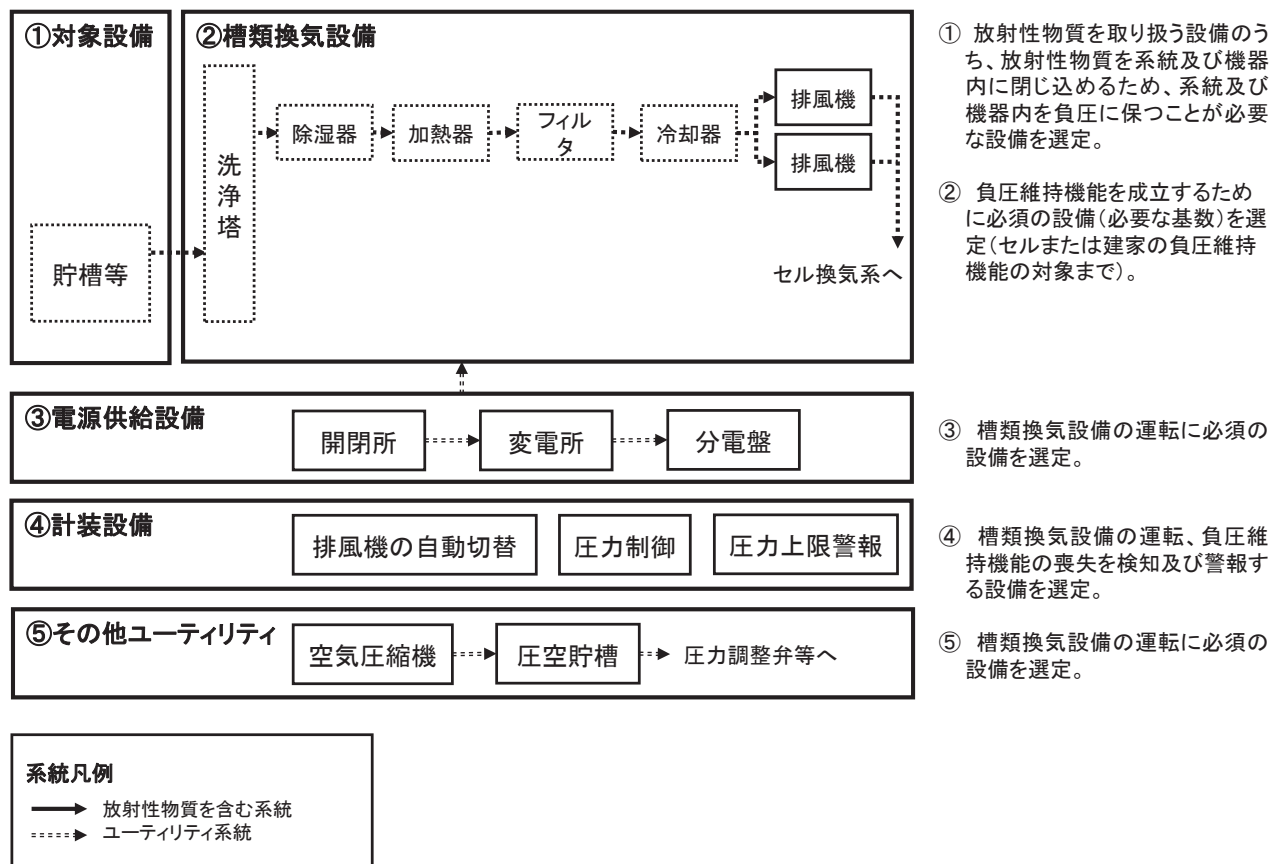 ①対象設備
②槽類換気設備
貯槽等
洗浄塔
除湿器
加熱器
フィル
タ
冷却器
排風機
排風機
セル換気系へ
③電源供給設備
開閉所
変電所
分電盤
④計装設備
排風機の自動切替
圧力制御
圧力上限警報
⑤その他ユーティリティ
空気圧縮機
圧空貯槽
圧力調整弁等へ
系統凡例
放射性物質を含む系統
ユーティリティ系統
① 放射性物質を取り扱う設備のう
ち、放射性物質を系統及び機器
内に閉じ込めるため、系統及び
機器内を負圧に保つことが必要
な設備を選定。
② 負圧維持機能を成立するため
に必須の設備(必要な基数)を選
定(セルまたは建家の負圧維持
機能の対象まで)。
③ 槽類換気設備の運転に必須の
設備を選定。
④ 槽類換気設備の運転、負圧維
持機能の喪失を検知及び警報す
る設備を選定。
⑤ 槽類換気設備の運転に必須の
設備を選定。